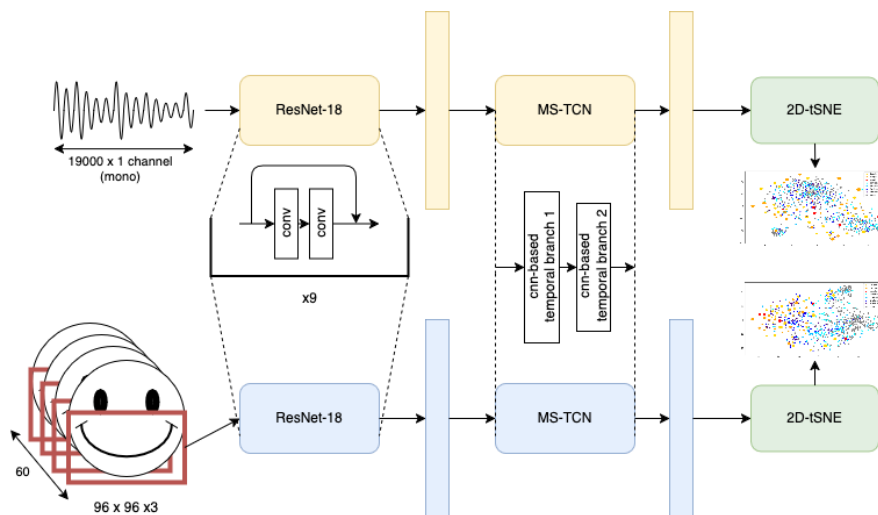 ResNet-18
MS-TCN
2D-tSNE
19000 x 1 channel
(mono)
conv
conv
x9
cnn-based
temporal branch 1
cnn-based
temporal branch 2
ResNet-18
MS-TCN
2D-tSNE
60
96 x 96 x3